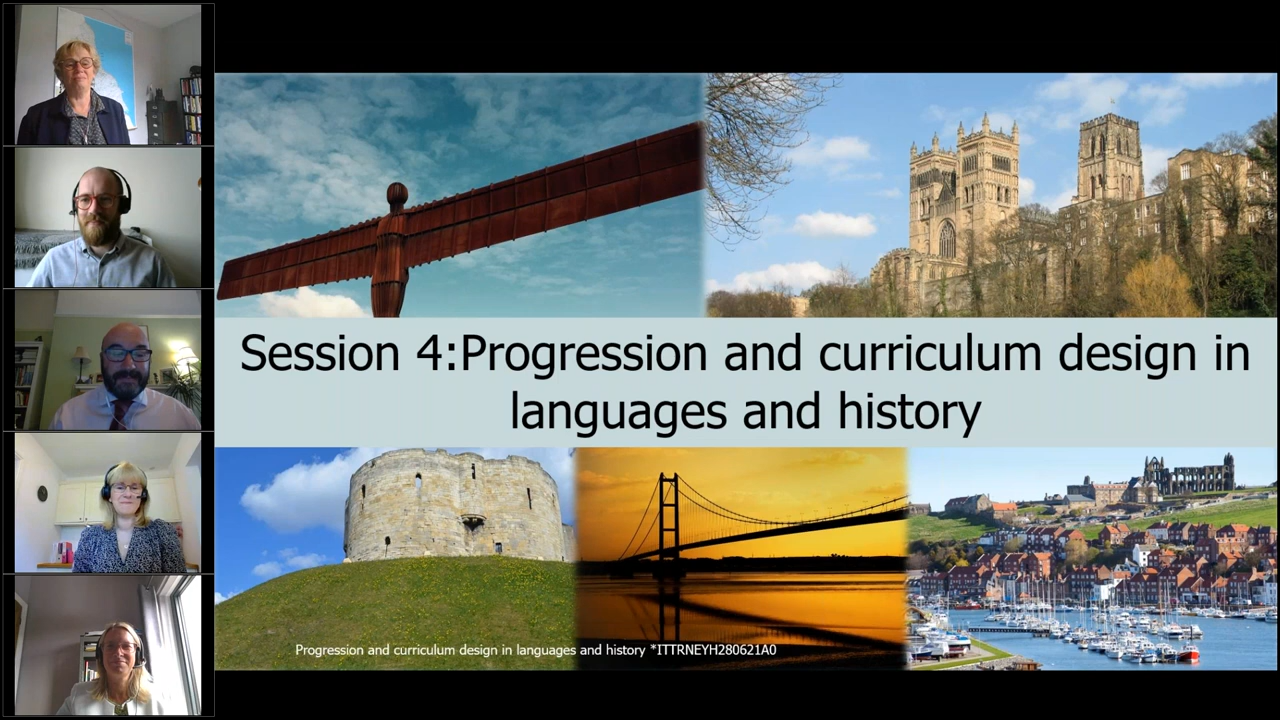 Session 4:Progression and curriculum design in
languages and history
Progression and curriculum design in languages and history *ITTRNEYH280621A0